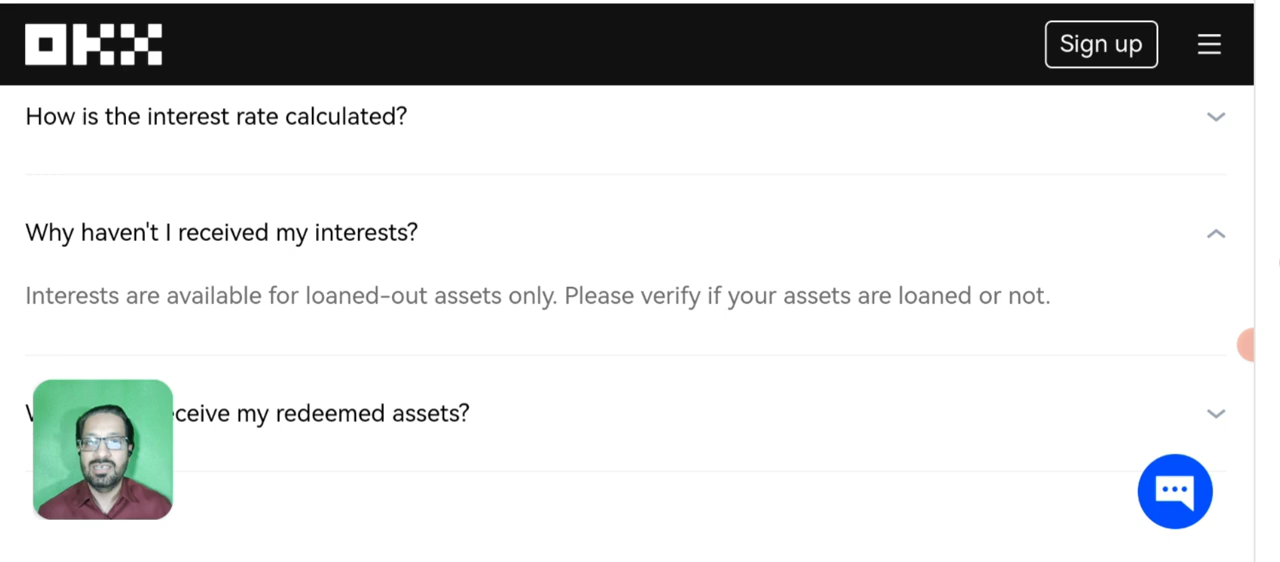 OKX
Sign up
How is the interest rate calculated?
Why haven't I received my interests?
Interests are available for loaned-out assets only. Please verify if your assets are loaned or not.
my redeemed assets?